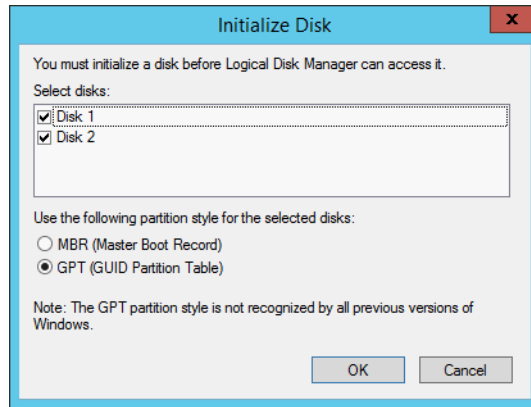 Initialize Disk
x
You must initialize a disk before Logical Disk Manager can access it.
Select disks:
Disk 1
Disk 2
Use the following partition style for the selected disks:
MBR (Master Boot Record)
GPT (GUID Partition Table)
Note: The GPT partition style is not recognized by all previous versions of
Windows.
OK Cancel